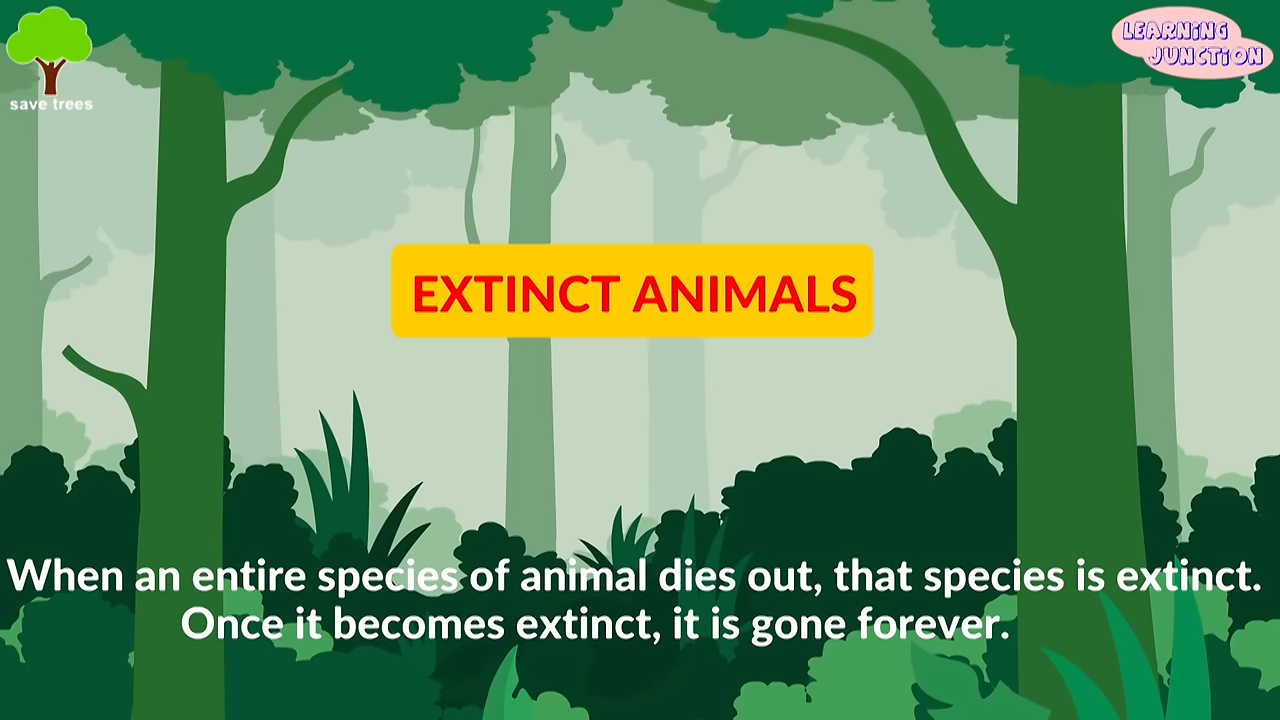 save trees
LEARNING
JUNCTION
EXTINCT ANIMALS
When an entire species of animal dies out, that species is extinct.
Once it becomes extinct, it is gone forever.